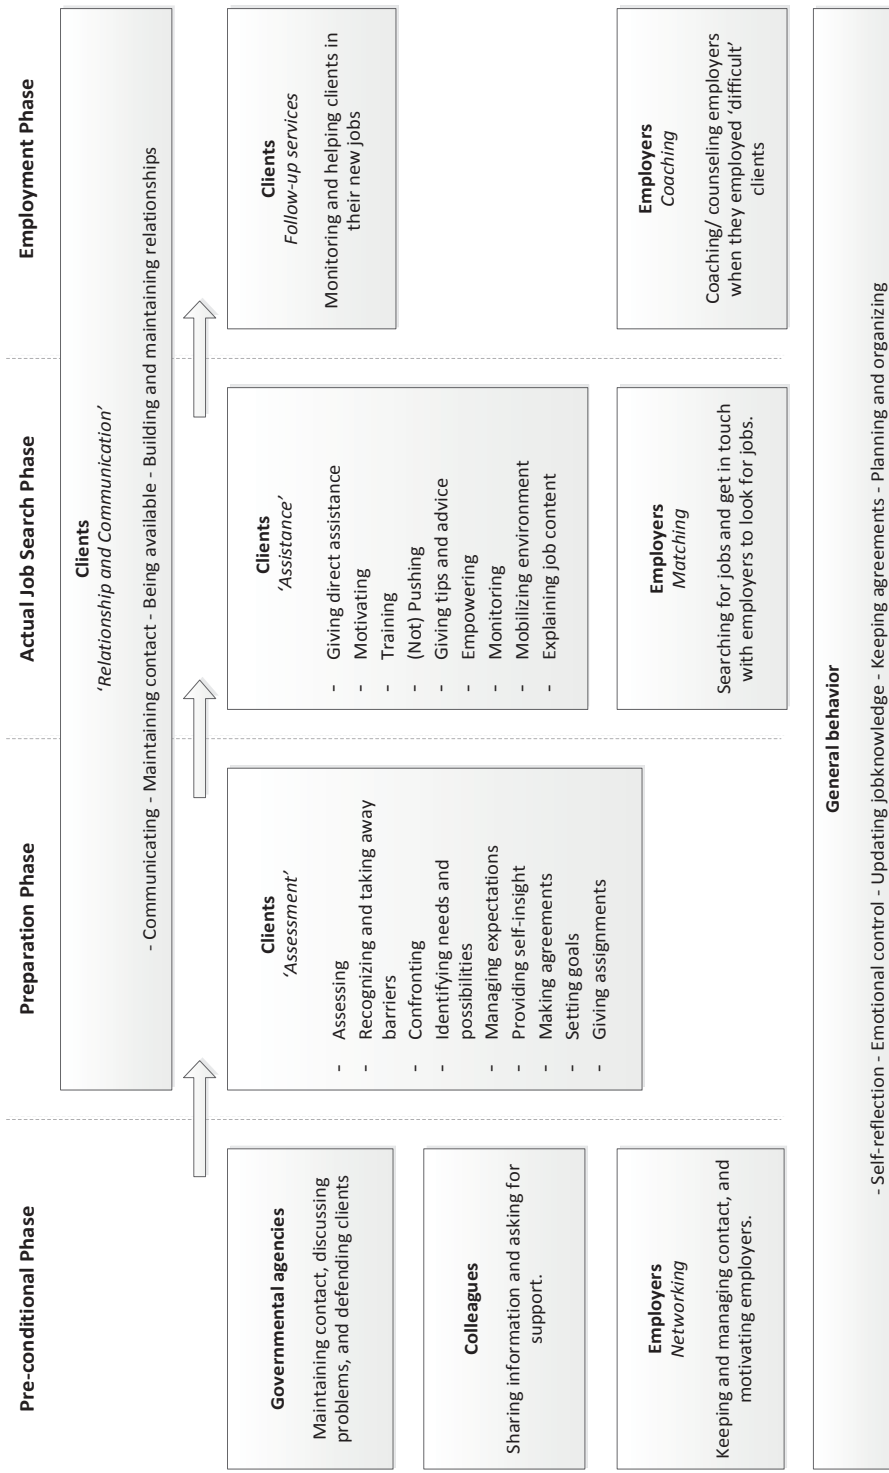 Pre-conditional Phase
Preparation Phase
Actual Job Search Phase
Employment Phase
Clients
'Relationship and Communication'
- Communicating - Maintaining contact - Being available - Building and maintaining relationships
Governmental agencies
Maintaining contact, discussing
problems, and defending clients
Colleagues
Sharing information and asking for
support.
Employers
Networking
Keeping and managing contact, and
motivating employers.
Clients
'Assessment'
- Assessing
- Recognizing and taking away
barriers
- Confronting
- Identifying needs and
possibilities
- Managing expectations
- Providing self-insight
- Making agreements
- Setting goals
- Giving assignments
Clients
'Assistance'
- Giving direct assistance
- Motivating
- Training
- (Not) Pushing
- Giving tips and advice
- Empowering
- Monitoring
- Mobilizing environment
- Explaining job content
Employers
Matching
Searching for jobs and get in touch
with employers to look for jobs.
Clients
Follow-up services
Monitoring and helping clients in
their new jobs
Employers
Coaching
Coaching/ counseling employers
when they employed 'difficult'
clients
General behavior
- Self-reflection - Emotional control - Updating jobknowledge - Keeping agreements - Planning and organizing